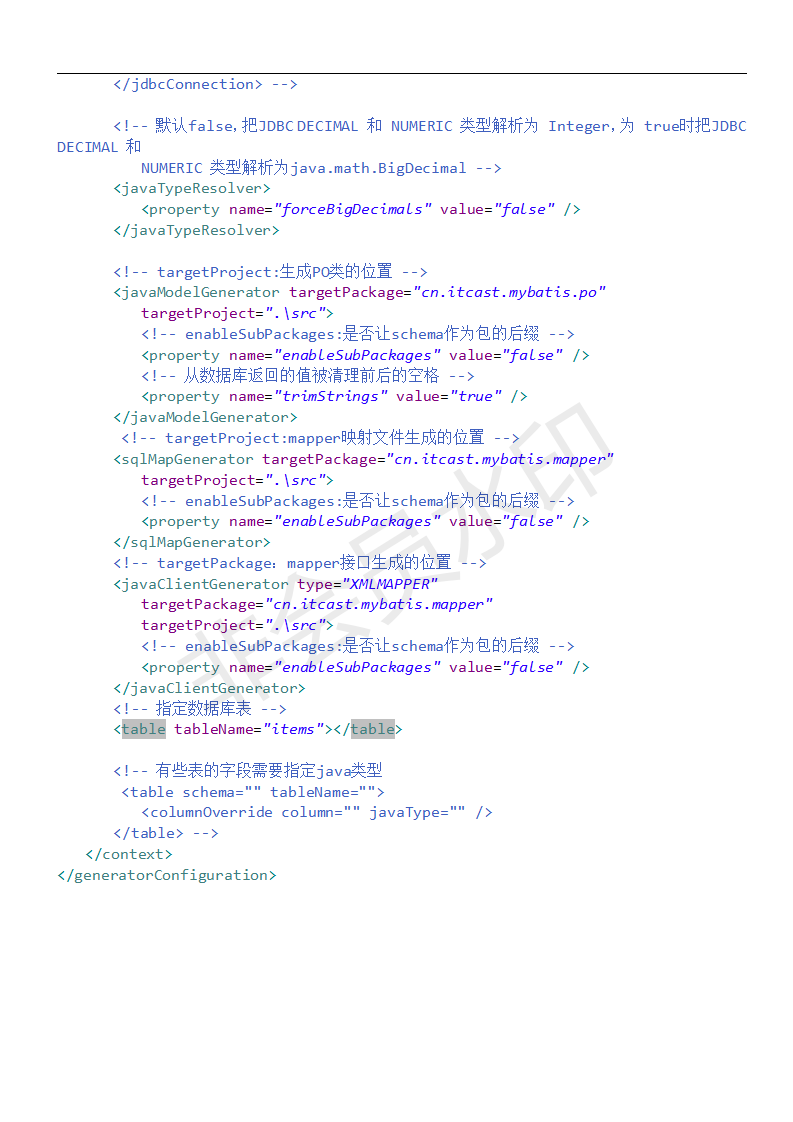 </jdbcConnection> -->
<!-- 默认false,把JDBC DECIMAL 和 NUMERIC 类型解析为 Integer,为 true时把JDBC
DECIMAL 和
NUMERIC 类型解析为java.math.BigDecimal -->
<javaTypeResolver>
<property name="forceBigDecimals" value="false" />
</javaTypeResolver>
<!-- targetProject:生成PO类的位置 -->
<javaModelGenerator targetPackage="cn.itcast.mybatis.po"
targetProject=".\src">
<!-- enableSubPackages:是否让schema作为包的后缀 -->
<property name="enableSubPackages" value="false" />
<!-- 从数据库返回的值被清理前后的空格 -->
<property name="trimStrings" value="true" />
</javaModelGenerator>
<!-- targetProject:mapper映射文件生成的位置 -->
<sqlMapGenerator targetPackage="cn.itcast.mybatis.mapper"
targetProject=".\src">
<!-- enableSubPackages:是否让schema作为包的后缀 -->
<property name="enableSubPackages" value="false" />
</sqlMapGenerator>
<!-- targetPackage：mapper接口生成的位置 -->
<javaClientGenerator type="XMLMAPPER"
targetPackage="cn.itcast.mybatis.mapper"
targetProject=".\src">
<!-- enableSubPackages:是否让schema作为包的后缀 -->
<property name="enableSubPackages" value="false" />
</javaClientGenerator>
<!-- 指定数据库表 -->
<table tableName="items"></table>
<!-- 有些表的字段需要指定java类型
<table schema="" tableName="">
<columnOverride column="" javaType="" />
</table> -->
</context>
</generatorConfiguration>
非会员水印